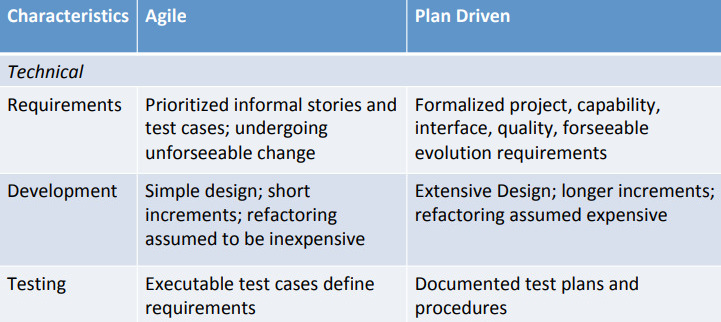 Characteristics Agile Plan Driven
Technical
Requirements Prioritized informal stories and Formalized project, capability,
test cases; undergoing interface, quality, forseeable
unforseeable change evolution requirements
Development Simple design; short Extensive Design; longer increments;
increments; refactoring refactoring assumed expensive
assumed to be inexpensive
Testing Executable test cases define Documented test plans and
requirements procedures